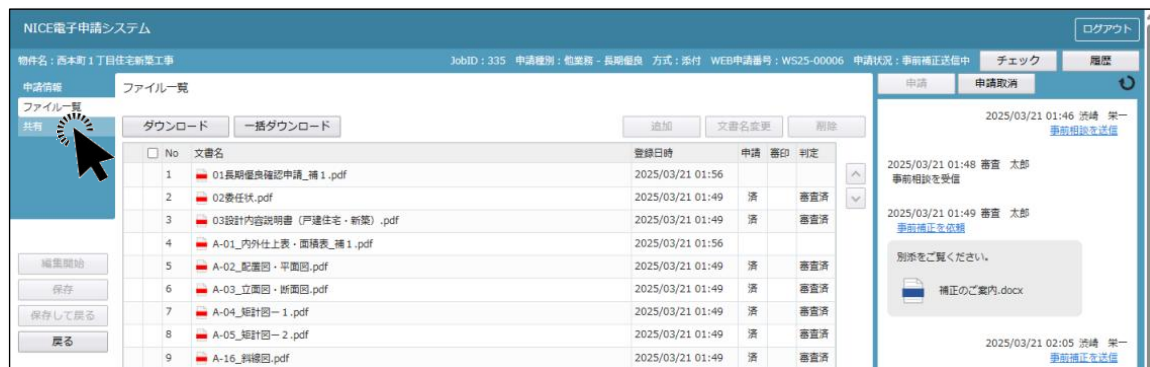 NICE電子申請システム
ログアウト
物件名：西本町１丁目住宅新築工事
JobID：335 申請種別：他業務 - 長期優良 方式：添付 WEB申請番号：WS25-00006 申請状況：事前補正送信中
チェック
履歴
申請情報
ファイル一覧
共有
編集開始
保存
保存して戻る
戻る
ファイル一覧
ダウンロード 一括ダウンロード 追加 文書名変更 削除
No 文書名 登録日時 申請 審印 判定
1 01長期優良確認申請_補１.pdf 2025/03/21 01:56
2 02委任状.pdf 2025/03/21 01:49 済 審査済
3 03設計内容説明書（戸建住宅・新築）.pdf 2025/03/21 01:49 済 審査済
4 A-01_内外仕上表・面積表_補１.pdf 2025/03/21 01:56
5 A-02_配置図・平面図.pdf 2025/03/21 01:49 済 審査済
6 A-03_立面図・断面図.pdf 2025/03/21 01:49 済 審査済
7 A-04_矩計図－１.pdf 2025/03/21 01:49 済 審査済
8 A-05_矩計図－２.pdf 2025/03/21 01:49 済 審査済
9 A-16_斜線図.pdf 2025/03/21 01:49 済 審査済
申請 申請取消
2025/03/21 01:46 渋崎 栄一
事前相談を送信
2025/03/21 01:48 審査 太郎
事前相談を受信
2025/03/21 01:49 審査 太郎
事前補正を依頼
別添をご覧ください。
補正のご案内.docx
2025/03/21 02:05 渋崎 栄一
事前補正を送信